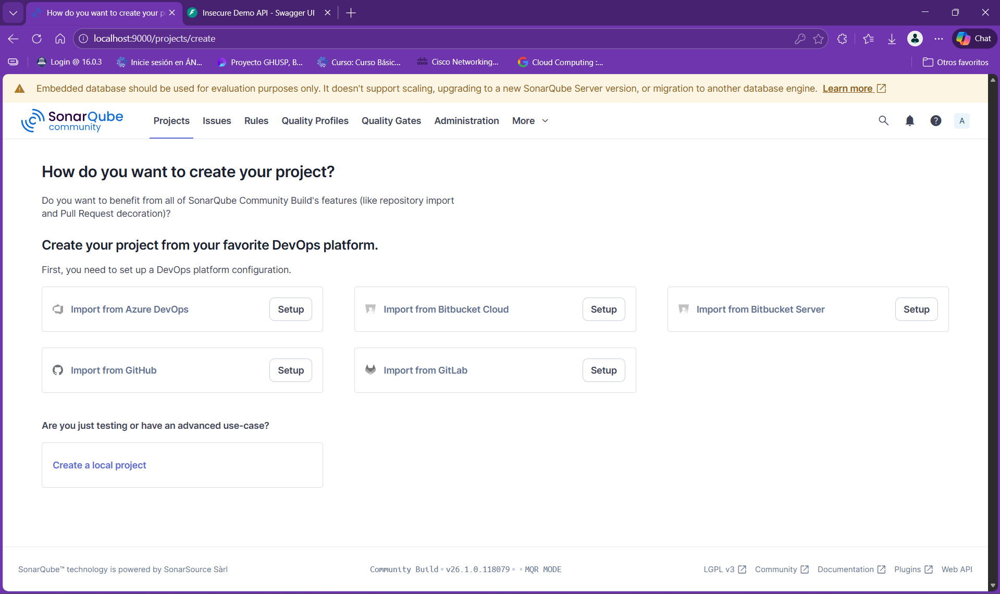 How do you want to create your p
Insecure Demo API - Swagger UI
localhost:9000/projects/create
Chat
Login @ 16.0.3
Inicie sesión en ÁN...
Proyecto GHUSP, B...
Curso: Curso Básic...
Cisco Networking...
Cloud Computing :...
Otros favoritos
Embedded database should be used for evaluation purposes only. It doesn't support scaling, upgrading to a new SonarQube Server version, or migration to another database engine. Learn more
SonarQube
community
Projects
Issues
Rules
Quality Profiles
Quality Gates
Administration
More
A
How do you want to create your project?
Do you want to benefit from all of SonarQube Community Build's features (like repository import
and Pull Request decoration)?
Create your project from your favorite DevOps platform.
First, you need to set up a DevOps platform configuration.
Import from Azure DevOps
Setup
Import from Bitbucket Cloud
Setup
Import from Bitbucket Server
Setup
Import from GitHub
Setup
Import from GitLab
Setup
Are you just testing or have an advanced use-case?
Create a local project
SonarQube™ technology is powered by SonarSource Sàrl
Community Build • v26.1.0.118079 • • MQR MODE
LGPL v3
Community
Documentation
Plugins
Web API